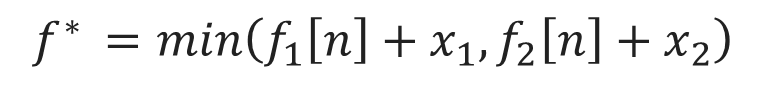 f* = min(f₁[n] + x₁, f₂[n] + x₂)